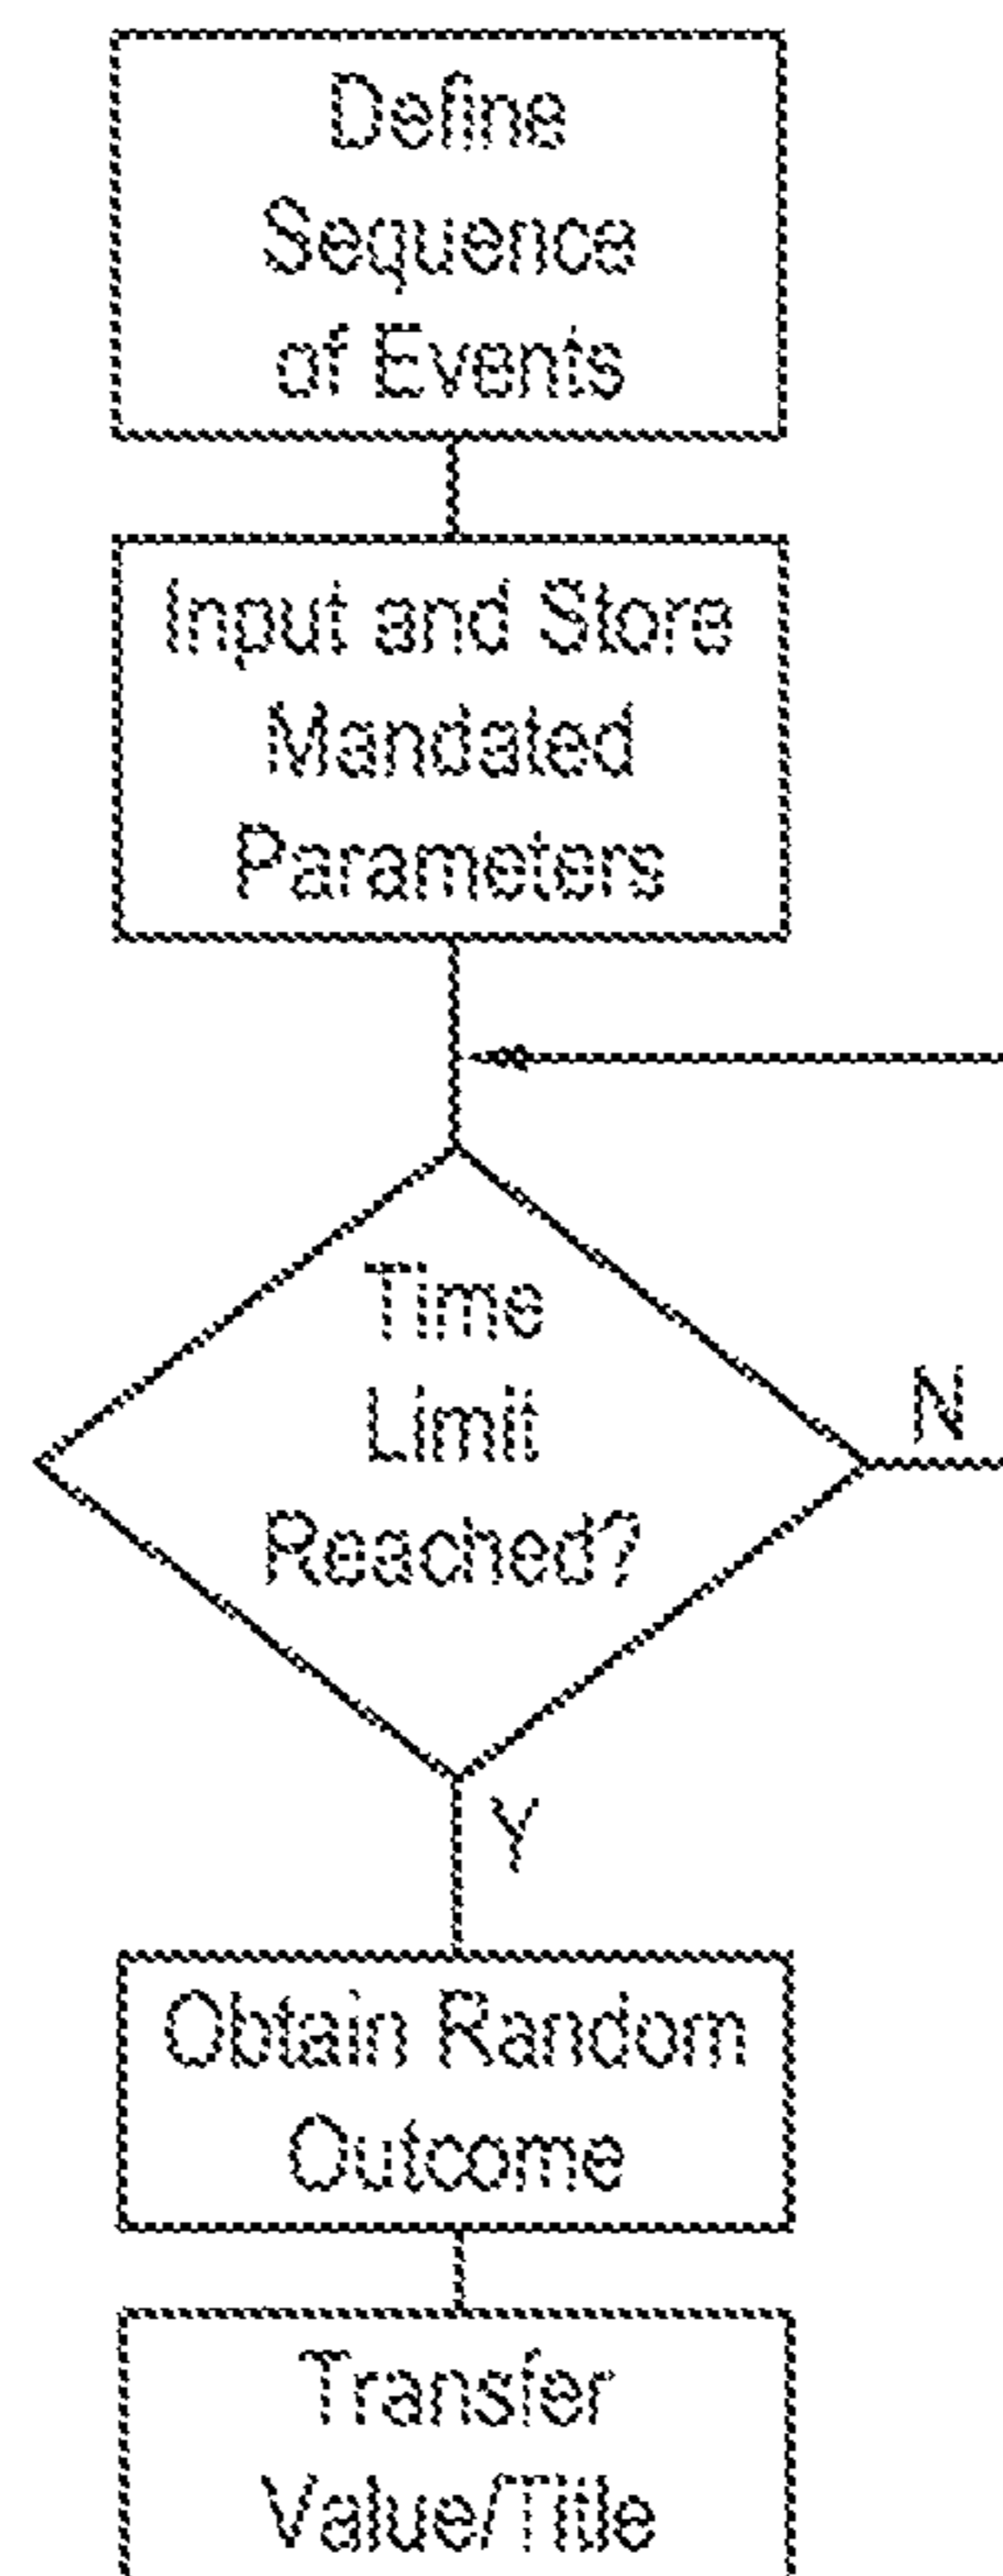 Define
Sequence
of Events
Input and Store
Mandated
Parameters
Time
Limit
Reached?
N
Y
Obtain Random
Outcome
Transfer
Value/Title